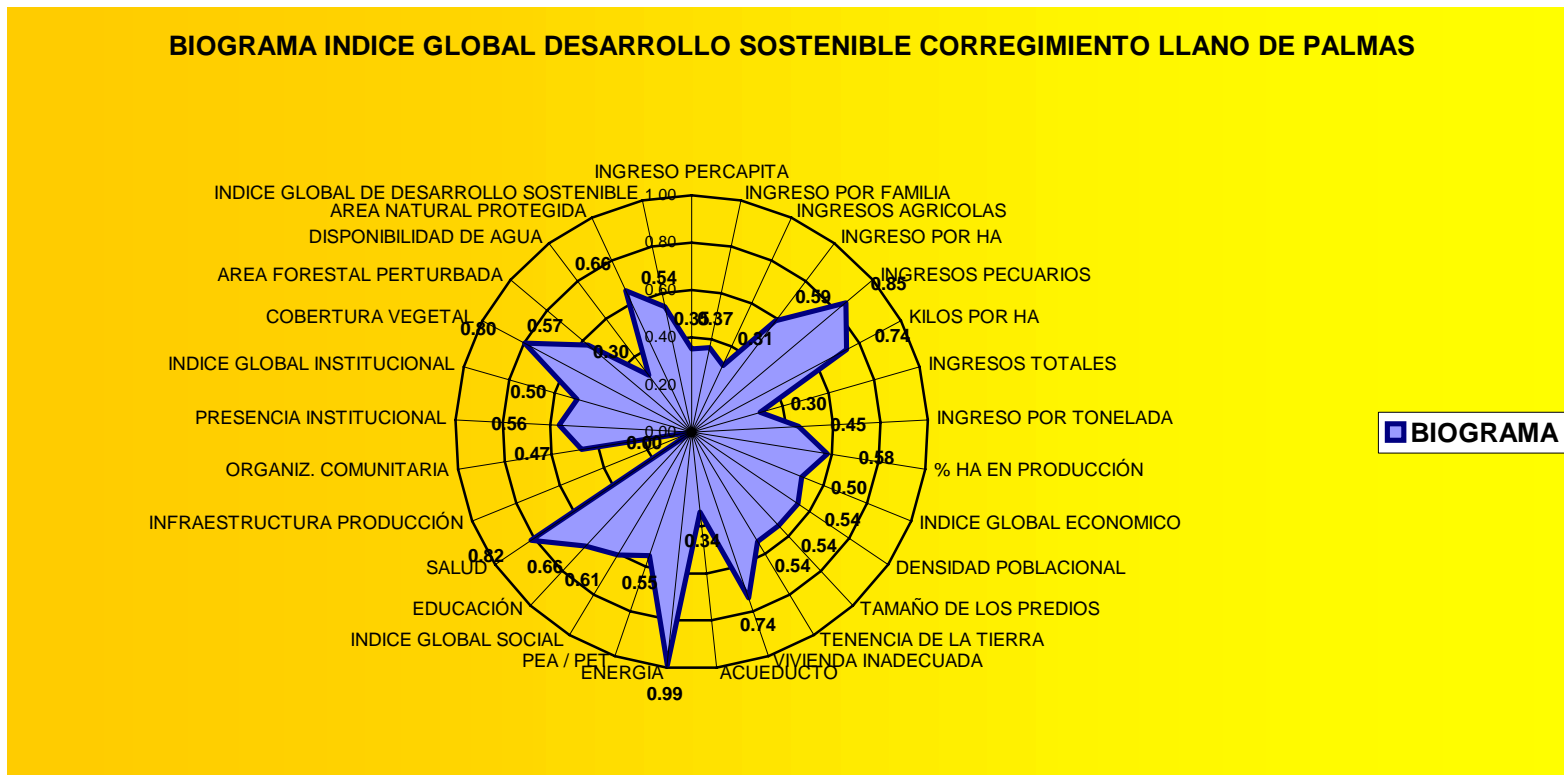 BIOGRAMA INDICE GLOBAL DESARROLLO SOSTENIBLE CORREGIMIENTO LLANO DE PALMAS
INGRESO PERCAPITA
INGRESO POR FAMILIA
INGRESOS AGRICOLAS
INGRESO POR HA
INGRESOS PECUARIOS
KILOS POR HA
INGRESOS TOTALES
INGRESO POR TONELADA
% HA EN PRODUCCIÓN
INDICE GLOBAL ECONOMICO
DENSIDAD POBLACIONAL
TAMAÑO DE LOS PREDIOS
TENENCIA DE LA TIERRA
VIVIENDA INADECUADA
ACUEDUCTO
ENERGIA
PEA / PET
INDICE GLOBAL SOCIAL
EDUCACIÓN
SALUD
INFRAESTRUCTURA PRODUCCIÓN
ORGANIZ. COMUNITARIA
PRESENCIA INSTITUCIONAL
INDICE GLOBAL INSTITUCIONAL
COBERTURA VEGETAL
AREA FORESTAL PERTURBADA
DISPONIBILIDAD DE AGUA
AREA NATURAL PROTEGIDA
INDICE GLOBAL DE DESARROLLO SOSTENIBLE
1.00
0.80
0.60
0.40
0.20
0.00
0.35
0.37
0.31
0.59
0.85
0.74
0.30
0.45
0.58
0.50
0.54
0.54
0.54
0.74
0.34
0.99
0.55
0.61
0.66
0.82
0.00
0.47
0.56
0.50
0.80
0.57
0.30
0.66
0.54
BIOGRAMA